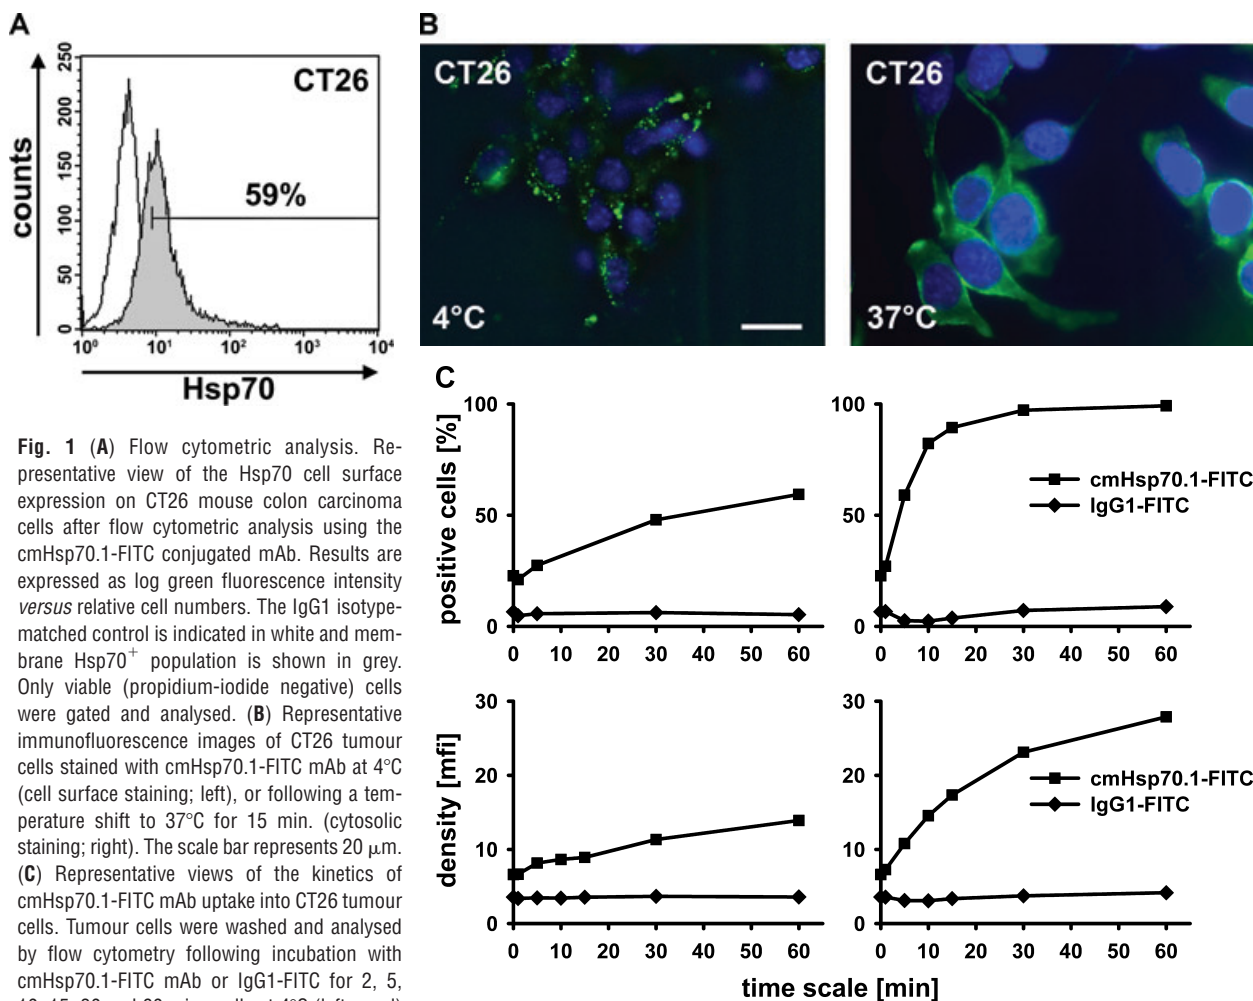 A
250
200
150
100
50
0
counts
CT26
59%
10⁰ 10¹ 10² 10³ 10⁴
Hsp70
B
CT26
4°C
CT26
37°C
Fig. 1 (A) Flow cytometric analysis. Re-
presentative view of the Hsp70 cell surface
expression on CT26 mouse colon carcinoma
cells after flow cytometric analysis using the
cmHsp70.1-FITC conjugated mAb. Results are
expressed as log green fluorescence intensity
versus relative cell numbers. The IgG1 isotype-
matched control is indicated in white and mem-
brane Hsp70⁺ population is shown in grey.
Only viable (propidium-iodide negative) cells
were gated and analysed. (B) Representative
immunofluorescence images of CT26 tumour
cells stained with cmHsp70.1-FITC mAb at 4°C
(cell surface staining; left), or following a tem-
perature shift to 37°C for 15 min. (cytosolic
staining; right). The scale bar represents 20 μm.
(C) Representative views of the kinetics of
cmHsp70.1-FITC mAb uptake into CT26 tumour
cells. Tumour cells were washed and analysed
by flow cytometry following incubation with
cmHsp70.1-FITC mAb or IgG1-FITC for 2, 5,
C
positive cells [%]
100
50
0
0 10 20 30 40 50 60
100
50
0
0 10 20 30 40 50 60
cmHsp70.1-FITC
IgG1-FITC
density [mfi]
30
20
10
0
0 10 20 30 40 50 60
30
20
10
0
0 10 20 30 40 50 60
cmHsp70.1-FITC
IgG1-FITC
time scale [min]